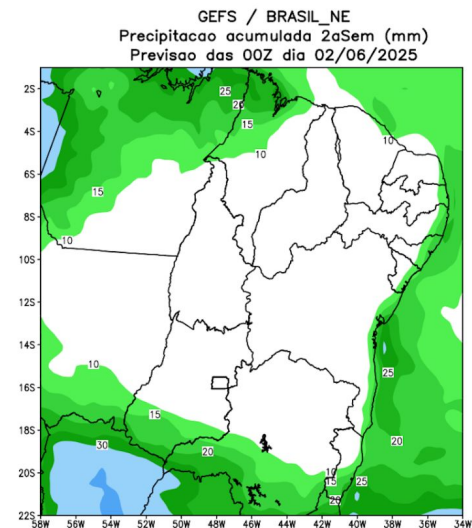 GEFS / BRASIL_NE
Precipitacao acumulada 2aSem (mm)
Previsao das 00Z dia 02/06/2025
2S
4S
6S
8S
10S
12S
14S
16S
18S
20S
22S
58W 56W 54W 52W 50W 48W 46W 44W 42W 40W 38W 36W 34W
25
20
15
10
10
15
10
10
15
25
30
20
20
10
15
25
20